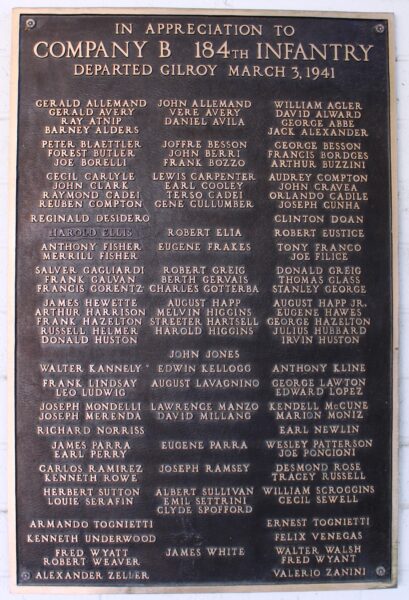 IN APPRECIATION TO
COMPANY B 184TH INFANTRY
DEPARTED GILROY MARCH 3, 1941
GERALD ALLEMAND JOHN ALLEMAND WILLIAM AGLER
GERALD AVERY VERE AVERY DAVID ALWARD
RAY ATNIP DANIEL AVILA GEORGE ABBE
BARNEY ALDERS JACK ALEXANDER
PETER BLAETTLER JOFFRE BESSON GEORGE BESSON
FOREST BUTLER JOHN BERRI FRANCIS BORDGES
JOE BORELLI FRANK BOZZO ARTHUR BUZZINI
CECIL CARLYLE LEWIS CARPENTER AUDREY COMPTON
JOHN CLARK EARL COOLEY JOHN CRAVEA
RAYMOND CADEI TERSO CADEI ORLANDO CADILE
REUBEN COMPTON GENE CULLUMBER JOSEPH CUNHA
REGINALD DESIDERO CLINTON DOAN
HAROLD ELLIS ROBERT ELIA ROBERT EUSTICE
ANTHONY FISHER EUGENE FRAKES TONY FRANCO
MERRILL FISHER JOE FILICE
SALVER GAGLIARDI ROBERT GREIG DONALD GREIG
FRANK GALVAN BERTH GERVAIS THOMAS GLASS
FRANCIS GORENTZ CHARLES GOTTERBA STANLEY GEORGE
JAMES HEWETTE AUGUST HAPP AUGUST HAPP JR.
ARTHUR HARRISON MELVIN HIGGINS EUGENE HAWES
FRANK HAZELTON STREETER HARTSELL GEORGE HAZELTON
RUSSELL HELMER HAROLD HIGGINS JULIUS HUBBARD
DONALD HUSTON IRVIN HUSTON
JOHN JONES
WALTER KANNELY EDWIN KELLOGG ANTHONY KLINE
FRANK LINDSAY AUGUST LAVAGNINO GEORGE LAWTON
LEO LUDWIG EDWARD LOPEZ
JOSEPH MONDELLI LAWRENCE MANZO KENDELL MCCUNE
JOSEPH MERENDA DAVID MILLANG MARION MONIZ
RICHARD NORRISS EARL NEWLIN
JAMES PARRA EUGENE PARRA WESLEY PATTERSON
EARL PERRY JOE PONCIONI
CARLOS RAMIREZ JOSEPH RAMSEY DESMOND ROSE
KENNETH ROWE TRACEY RUSSELL
HERBERT SUTTON ALBERT SULLIVAN WILLIAM SCROGGINS
LOUIE SERAFIN EMIL SETTRINI CECIL SEWELL
CLYDE SPOFFORD
ARMANDO TOGNIETTI ERNEST TOGNIETTI
KENNETH UNDERWOOD FELIX VENEGAS
FRED WYATT JAMES WHITE WALTER WALSH
ROBERT WEAVER FRED WYANT
ALEXANDER ZELLER VALERIO ZANINI